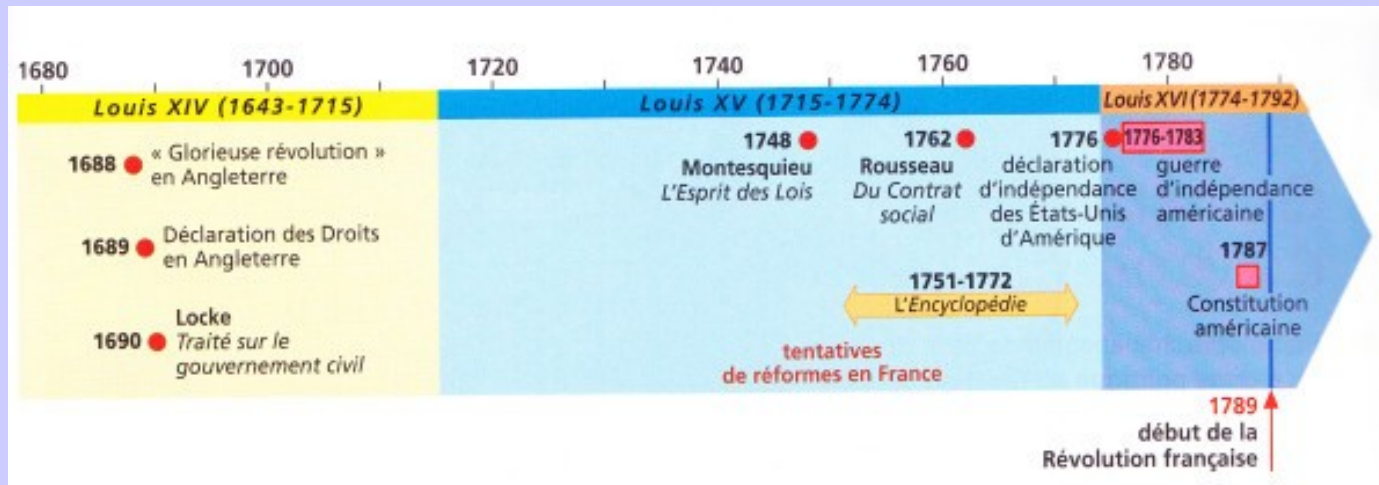 1680 1700 1720 1740 1760 1780
Louis XIV (1643-1715)
Louis XV (1715-1774)
Louis XVI (1774-1792)
1688
« Glorieuse révolution »
en Angleterre
1689
Déclaration des Droits
en Angleterre
1690
Locke
Traité sur le
gouvernement civil
1748
Montesquieu
L'Esprit des Lois
1762
Rousseau
Du Contrat
social
1776
déclaration
d'indépendance
des États-Unis
d'Amérique
1776-1783
guerre
d'indépendance
américaine
1751-1772
L'Encyclopédie
1787
Constitution
américaine
tentatives
de réformes en France
1789
début de la
Révolution française